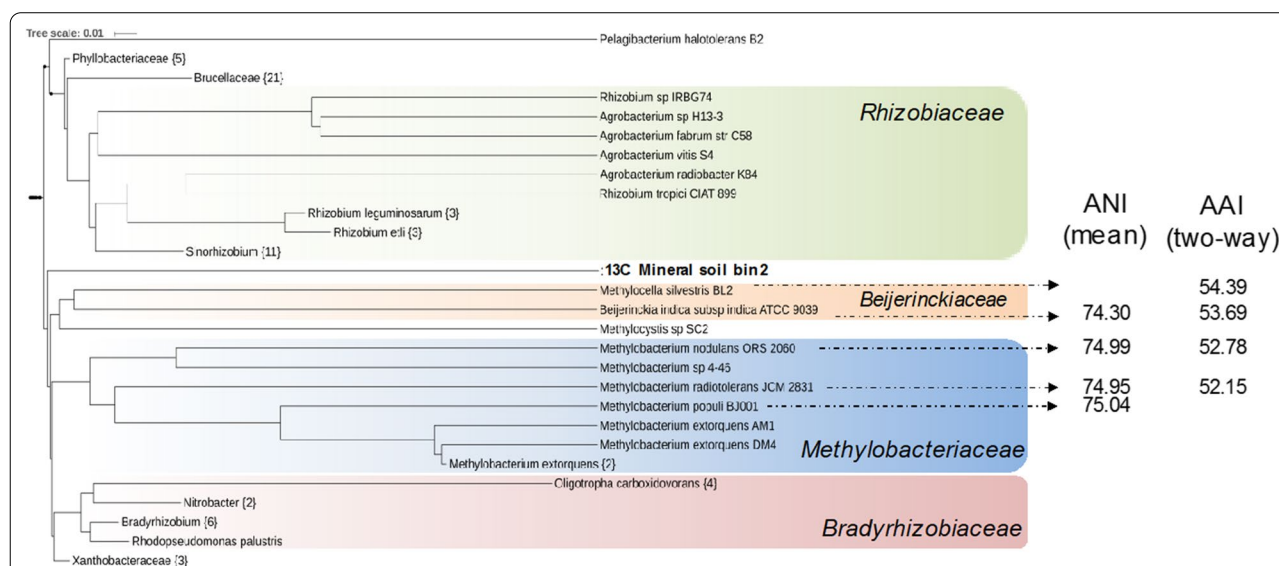 Tree scale: 0.01
Pelagibacterium halotolerans B2
Phyllobacteriaceae {5}
Brucellaceae {21}
Rhizobium sp IRBG74
Rhizobiaceae
Agrobacterium sp H13-3
Agrobacterium fabrum str C58
Agrobacterium vitis S4
Agrobacterium radiobacter K84
Rhizobium tropici CIAT 899
Rhizobium leguminosarum {3}
Rhizobium etli {3}
Sinorhizobium {11}
ANI
(mean)
AAI
(two-way)
:13C Mineral soil bin2
Methylocella silvestris BL2
54.39
Beijerinckiaceae
Beijerinckia indica subsp indica ATCC 9039
74.30
53.69
Methylocystis sp SC2
Methylobacterium nodulans ORS 2060
74.99
52.78
Methylobacterium sp 4-46
Methylobacterium radiotolerans JCM 2831
74.95
52.15
Methylobacterium populi BJ001
75.04
Methylobacterium extorquens AM1
Methylobacterium extorquens DM4
Methylobacteriaceae
Methylobacterium extorquens {2}
Oligotropha carboxidovorans {4}
Nitrobacter {2}
Bradyrhizobium {6}
Bradyrhizobiaceae
Rhodopseudomonas palustris
Xanthobacteraceae {3}